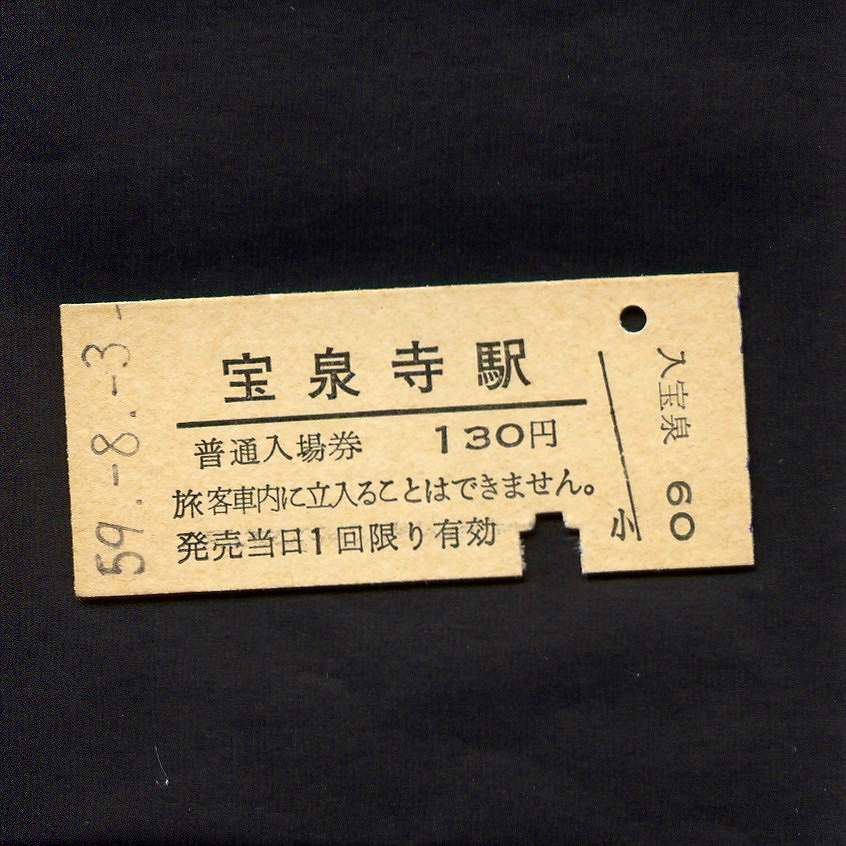 59.-8.-3.-
宝泉寺駅
普通入場券 130円
旅客車内に立入ることはできません。
発売当日1回限り有効
小
入宝泉 60